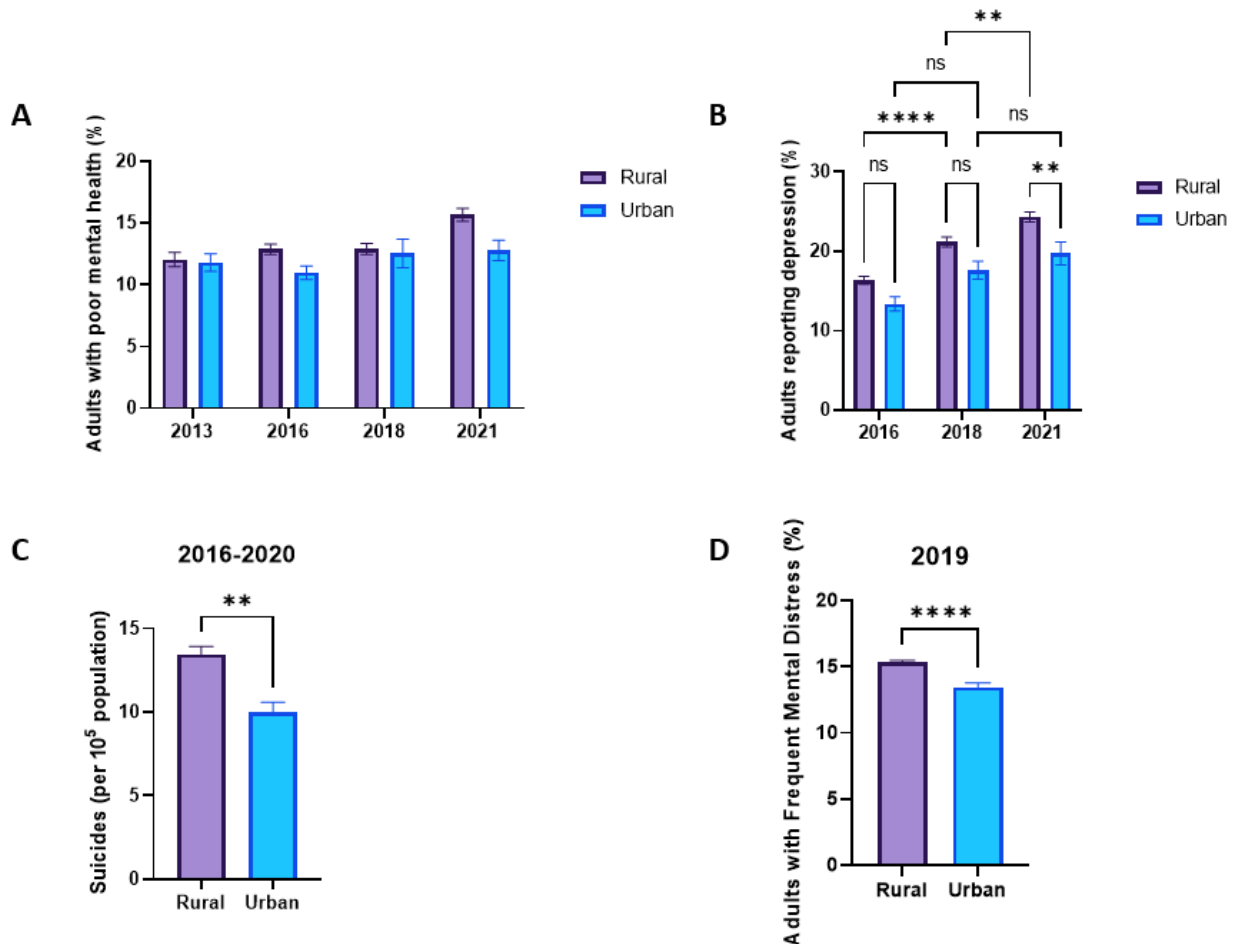 A
Adults with poor mental health (%)
20
15
10
5
0
2013
2016
2018
2021
Rural
Urban
B
Adults reporting depression (%)
**
ns
****
ns
ns
ns
**
30
20
10
0
2016
2018
2021
Rural
Urban
C
2016-2020
**
Suicides (per 10⁵ population)
15
10
5
0
Rural
Urban
D
2019
****
Adults with Frequent Mental Distress (%)
20
15
10
5
0
Rural
Urban